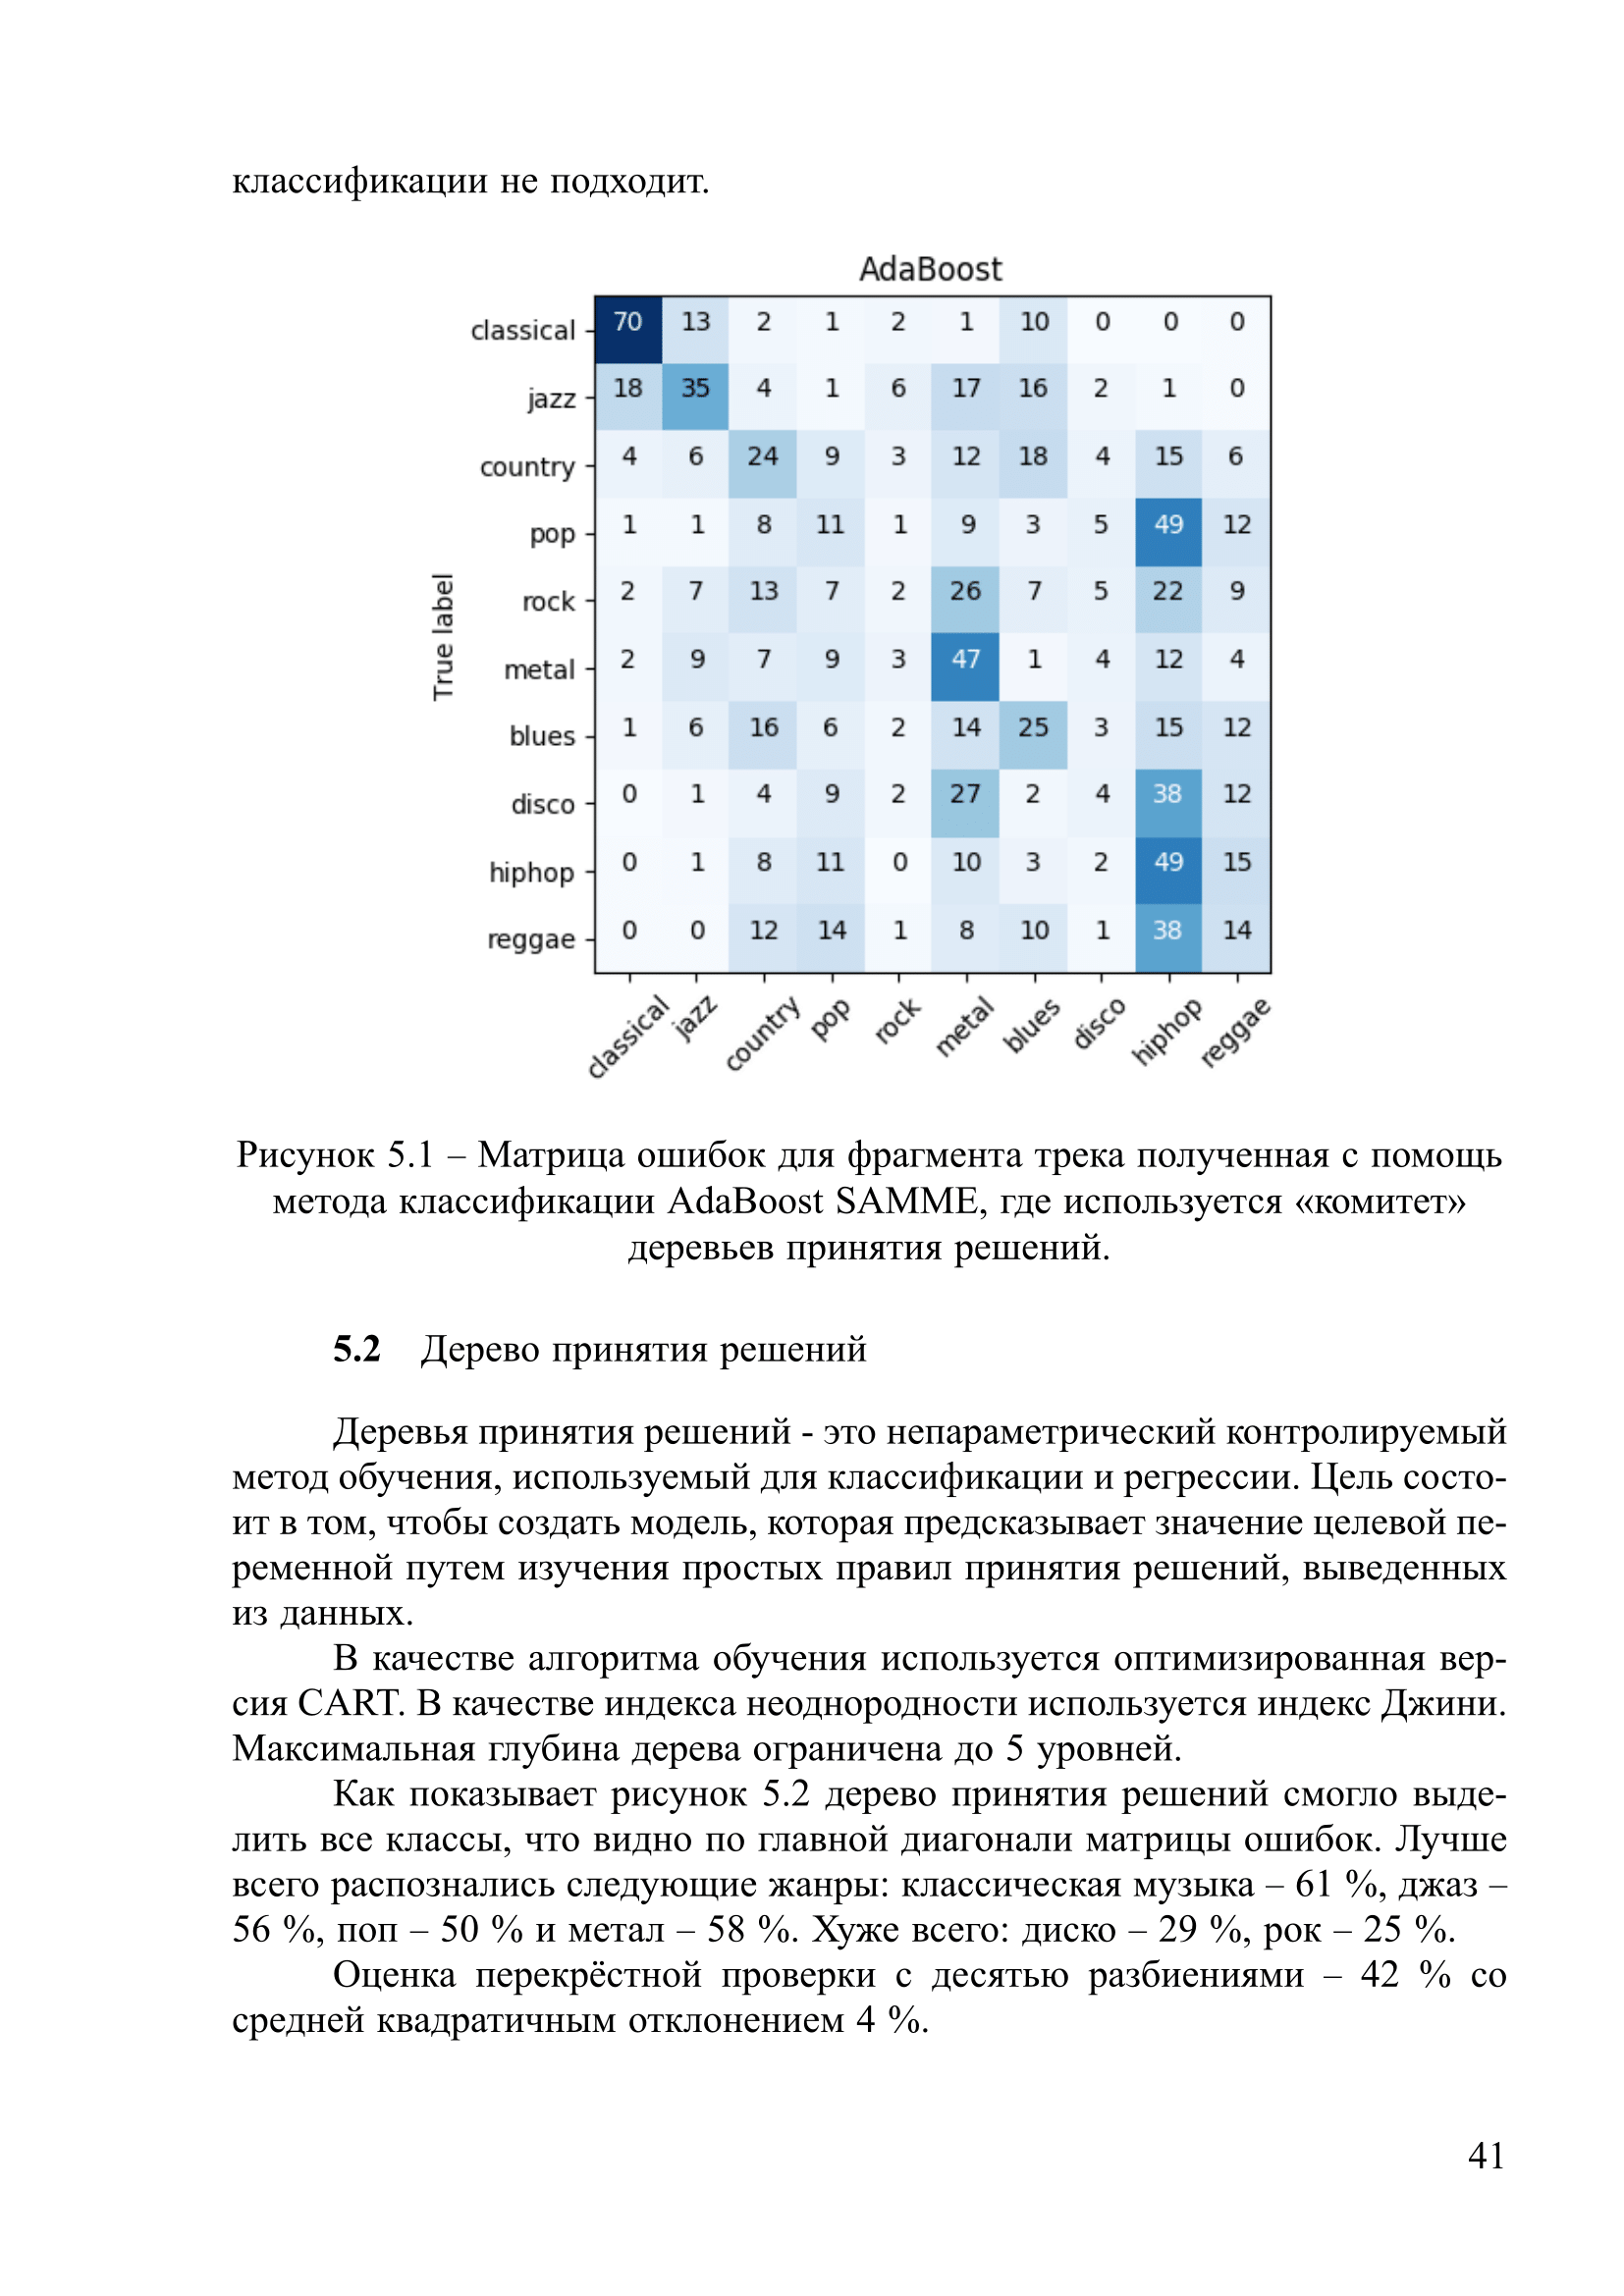 классификации не подходит.
AdaBoost
classical 70 13 2 1 2 1 10 0 0 0
jazz 18 35 4 1 6 17 16 2 1 0
country 4 6 24 9 3 12 18 4 15 6
pop 1 1 8 11 1 9 3 5 49 12
rock 2 7 13 7 2 26 7 5 22 9
metal 2 9 7 9 3 47 1 4 12 4
blues 1 6 16 6 2 14 25 3 15 12
disco 0 1 4 9 2 27 2 4 38 12
hiphop 0 1 8 11 0 10 3 2 49 15
reggae 0 0 12 14 1 8 10 1 38 14
True label
classical jazz country pop rock metal blues disco hiphop reggae
Рисунок 5.1 – Матрица ошибок для фрагмента трека полученная с помощь
метода классификации AdaBoost SAMME, где используется «комитет»
деревьев принятия решений.
5.2 Дерево принятия решений
Деревья принятия решений - это непараметрический контролируемый
метод обучения, используемый для классификации и регрессии. Цель состо-
ит в том, чтобы создать модель, которая предсказывает значение целевой пе-
ременной путем изучения простых правил принятия решений, выведенных
из данных.
В качестве алгоритма обучения используется оптимизированная вер-
сия CART. В качестве индекса неоднородности используется индекс Джини.
Максимальная глубина дерева ограничена до 5 уровней.
Как показывает рисунок 5.2 дерево принятия решений смогло выде-
лить все классы, что видно по главной диагонали матрицы ошибок. Лучше
всего распознались следующие жанры: классическая музыка – 61 %, джаз –
56 %, поп – 50 % и метал – 58 %. Хуже всего: диско – 29 %, рок – 25 %.
Оценка перекрёстной проверки с десятью разбиениями – 42 % со
средней квадратичным отклонением 4 %.
41